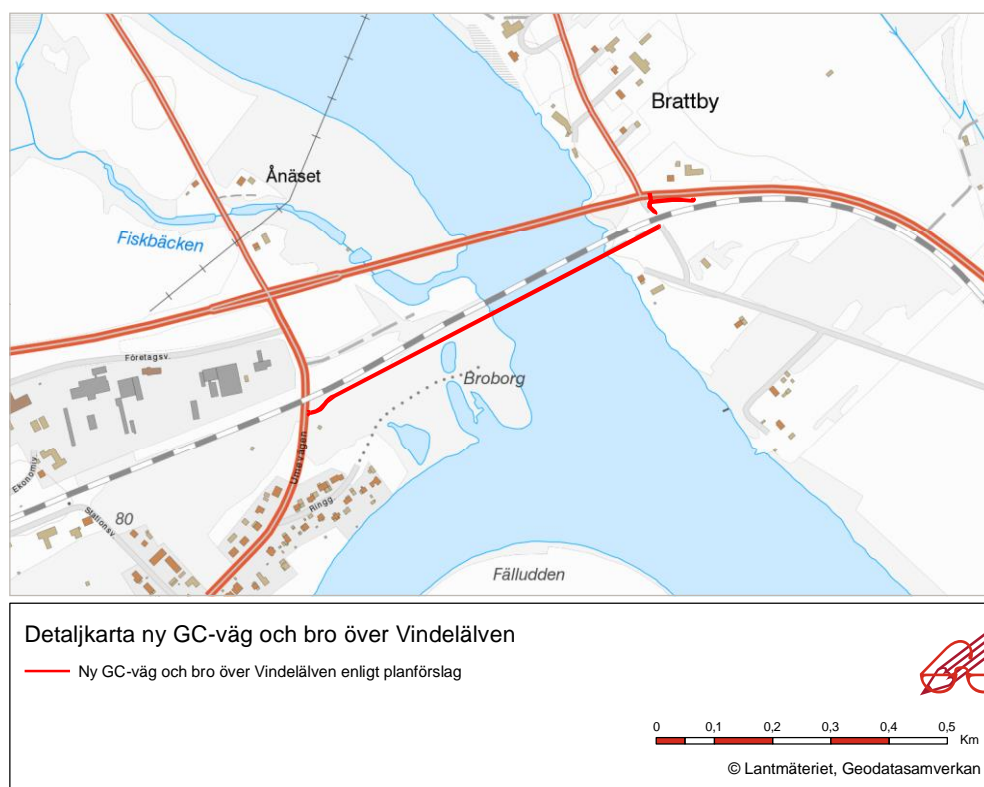 Brattby
Ånäset
Fiskbäcken
Företagsv.
Broborg
Umevägen
Ekonomiv.
Ringg.
Stationsv.
80
Fälludden
Detaljkarta ny GC-väg och bro över Vindelälven
Ny GC-väg och bro över Vindelälven enligt planförslag
0 0,1 0,2 0,3 0,4 0,5
Km
© Lantmäteriet, Geodatasamverkan